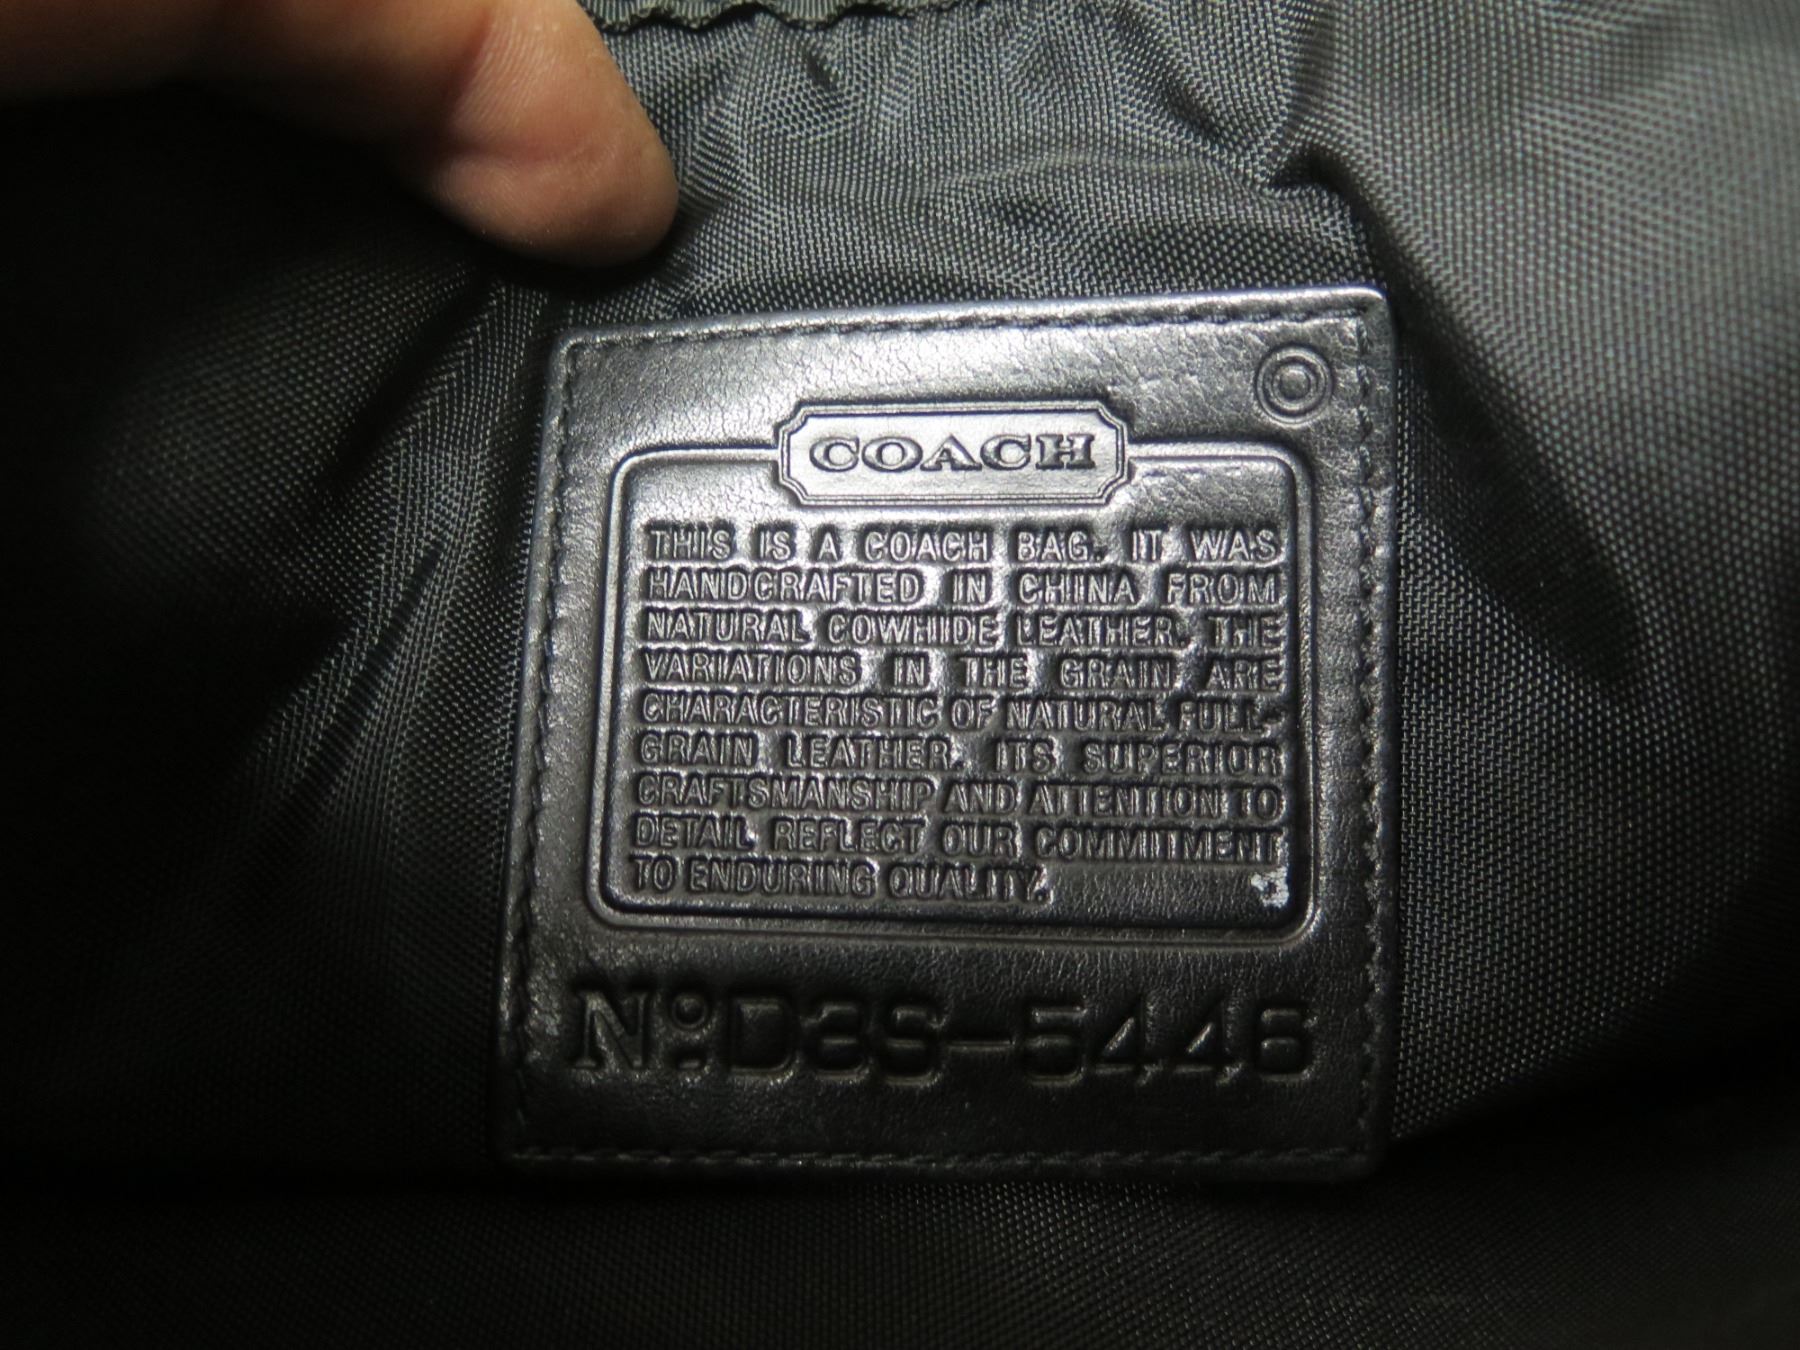 COACH
THIS IS A COACH BAG. IT WAS
HANDCRAFTED IN CHINA FROM
NATURAL COWHIDE LEATHER. THE
VARIATIONS IN THE GRAIN ARE
CHARACTERISTIC OF NATURAL FULL-
GRAIN LEATHER. ITS SUPERIOR
CRAFTSMANSHIP AND ATTENTION TO
DETAIL REFLECT OUR COMMITMENT
TO ENDURING QUALITY.
No: D3S-5446